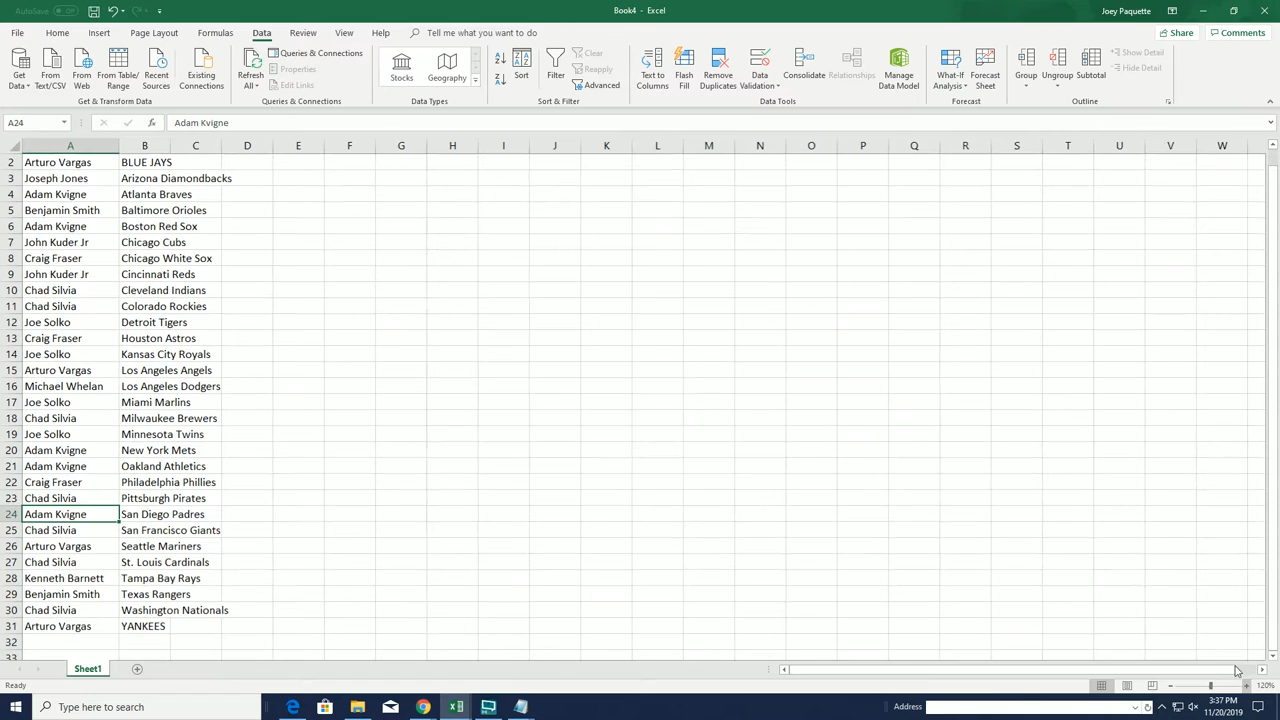 AutoSave Off Book4 - Excel Joey Paquette
File Home Insert Page Layout Formulas Data Review View Help Tell me what you want to do Share Comments
Get Data From Text/CSV From Web From Table/Range Recent Sources Existing Connections
Get & Transform Data
Refresh All Queries & Connections Properties Edit Links
Queries & Connections
Stocks Geography
Data Types
Sort Filter Clear Reapply Advanced
Sort & Filter
Text to Columns Flash Fill Remove Duplicates Data Validation Consolidate Relationships Manage Data Model
Data Tools
What-If Analysis Forecast Sheet
Forecast
Group Ungroup Subtotal Show Detail Hide Detail
Outline
A24 fx Adam Kvigne
A B C D E F G H I J K L M N O P Q R S T U V W
2 Arturo Vargas BLUE JAYS
3 Joseph Jones Arizona Diamondbacks
4 Adam Kvigne Atlanta Braves
5 Benjamin Smith Baltimore Orioles
6 Adam Kvigne Boston Red Sox
7 John Kuder Jr Chicago Cubs
8 Craig Fraser Chicago White Sox
9 John Kuder Jr Cincinnati Reds
10 Chad Silvia Cleveland Indians
11 Chad Silvia Colorado Rockies
12 Joe Solko Detroit Tigers
13 Craig Fraser Houston Astros
14 Joe Solko Kansas City Royals
15 Arturo Vargas Los Angeles Angels
16 Michael Whelan Los Angeles Dodgers
17 Joe Solko Miami Marlins
18 Chad Silvia Milwaukee Brewers
19 Joe Solko Minnesota Twins
20 Adam Kvigne New York Mets
21 Adam Kvigne Oakland Athletics
22 Craig Fraser Philadelphia Phillies
23 Chad Silvia Pittsburgh Pirates
24 Adam Kvigne San Diego Padres
25 Chad Silvia San Francisco Giants
26 Arturo Vargas Seattle Mariners
27 Chad Silvia St. Louis Cardinals
28 Kenneth Barnett Tampa Bay Rays
29 Benjamin Smith Texas Rangers
30 Chad Silvia Washington Nationals
31 Arturo Vargas YANKEES
32
33
Sheet1
Ready 120%
Type here to search Address 3:37 PM
11/20/2019